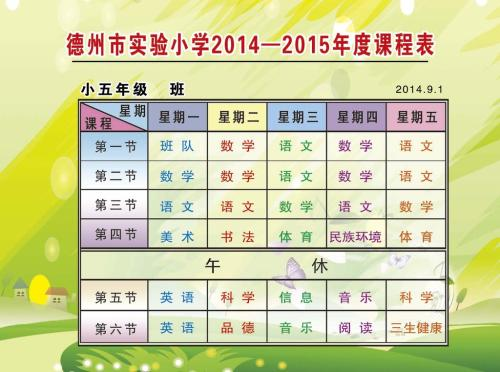 德州市实验小学2014—2015年度课程表
小五年级 班 2014.9.1
星期 课程 星期一 星期二 星期三 星期四 星期五
第一节 班队 数学 语文 数学 语文
第二节 数学 数学 语文 数学 语文
第三节 语文 语文 数学 语文 数学
第四节 美术 书法 体育 民族环境 体育
午休
第五节 英语 科学 信息 音乐 科学
第六节 英语 品德 音乐 阅读 三生健康